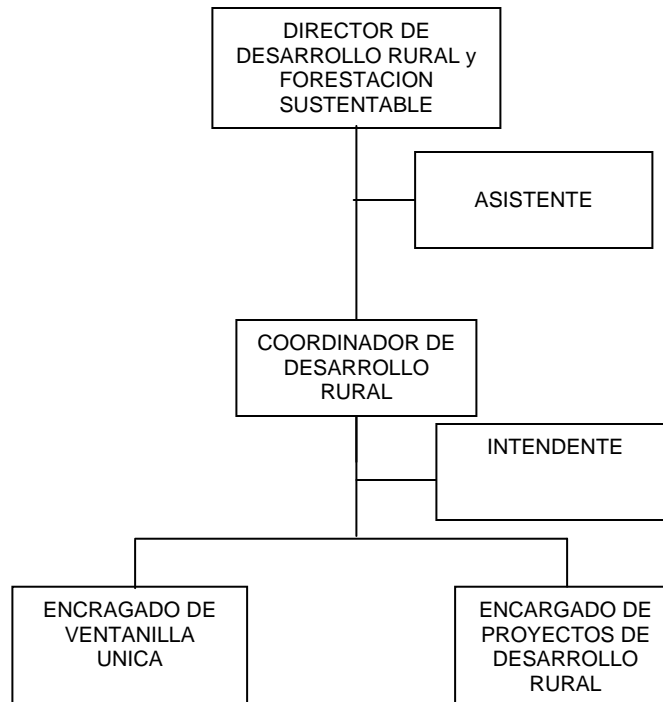 DIRECTOR DE
DESARROLLO RURAL y
FORESTACION
SUSTENTABLE
ASISTENTE
COORDINADOR DE
DESARROLLO
RURAL
INTENDENTE
ENCRAGADO DE
VENTANILLA
UNICA
ENCARGADO DE
PROYECTOS DE
DESARROLLO
RURAL